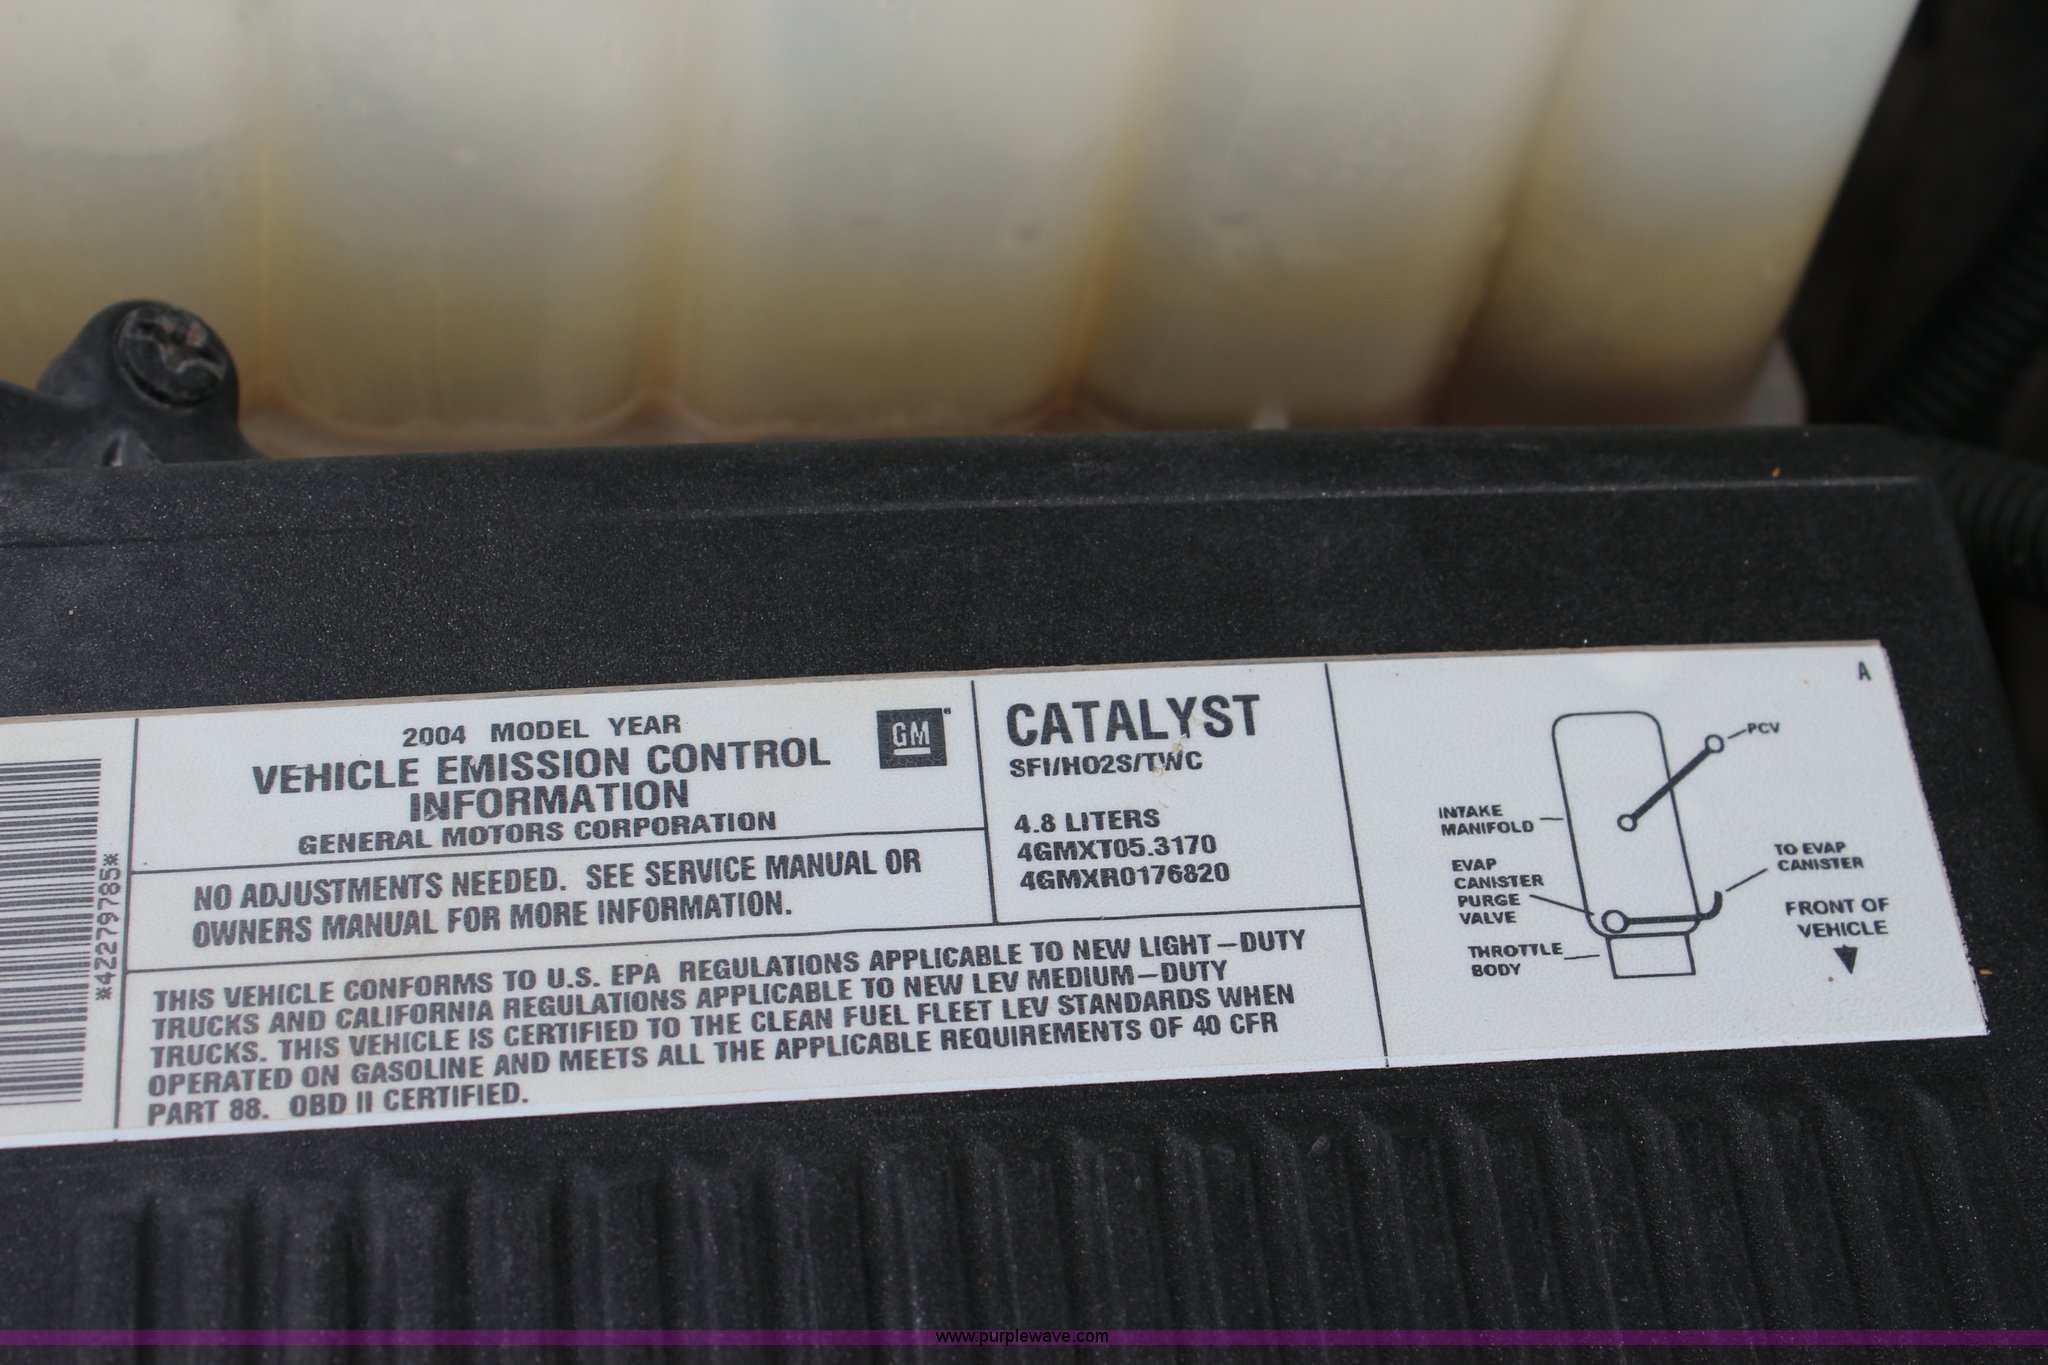 *42279785*
2004 MODEL YEAR
VEHICLE EMISSION CONTROL
INFORMATION
GENERAL MOTORS CORPORATION
GM
NO ADJUSTMENTS NEEDED. SEE SERVICE MANUAL OR
OWNERS MANUAL FOR MORE INFORMATION.
THIS VEHICLE CONFORMS TO U.S. EPA REGULATIONS APPLICABLE TO NEW LIGHT-DUTY
TRUCKS AND CALIFORNIA REGULATIONS APPLICABLE TO NEW LEV MEDIUM-DUTY
TRUCKS. THIS VEHICLE IS CERTIFIED TO THE CLEAN FUEL FLEET LEV STANDARDS WHEN
OPERATED ON GASOLINE AND MEETS ALL THE APPLICABLE REQUIREMENTS OF 40 CFR
PART 88. OBD II CERTIFIED.
CATALYST
SFI/HO2S/TWC
4.8 LITERS
4GMXT05.3170
4GMXR0176820
A
PCV
INTAKE
MANIFOLD
EVAP
CANISTER
PURGE
VALVE
THROTTLE
BODY
TO EVAP
CANISTER
FRONT OF
VEHICLE
www.purplewave.com